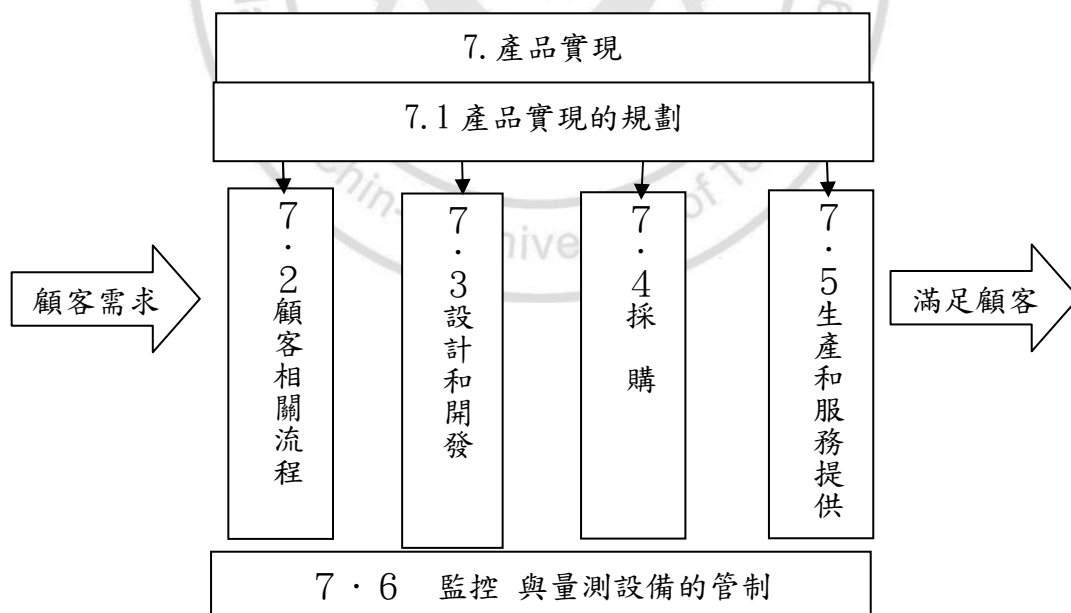 7.產品實現
7.1產品實現的規劃
顧客需求
7．2顧客相關流程
7．3設計和開發
7．4採 購
7．5生產和服務提供
滿足顧客
7．6 監控 與量測設備的管制